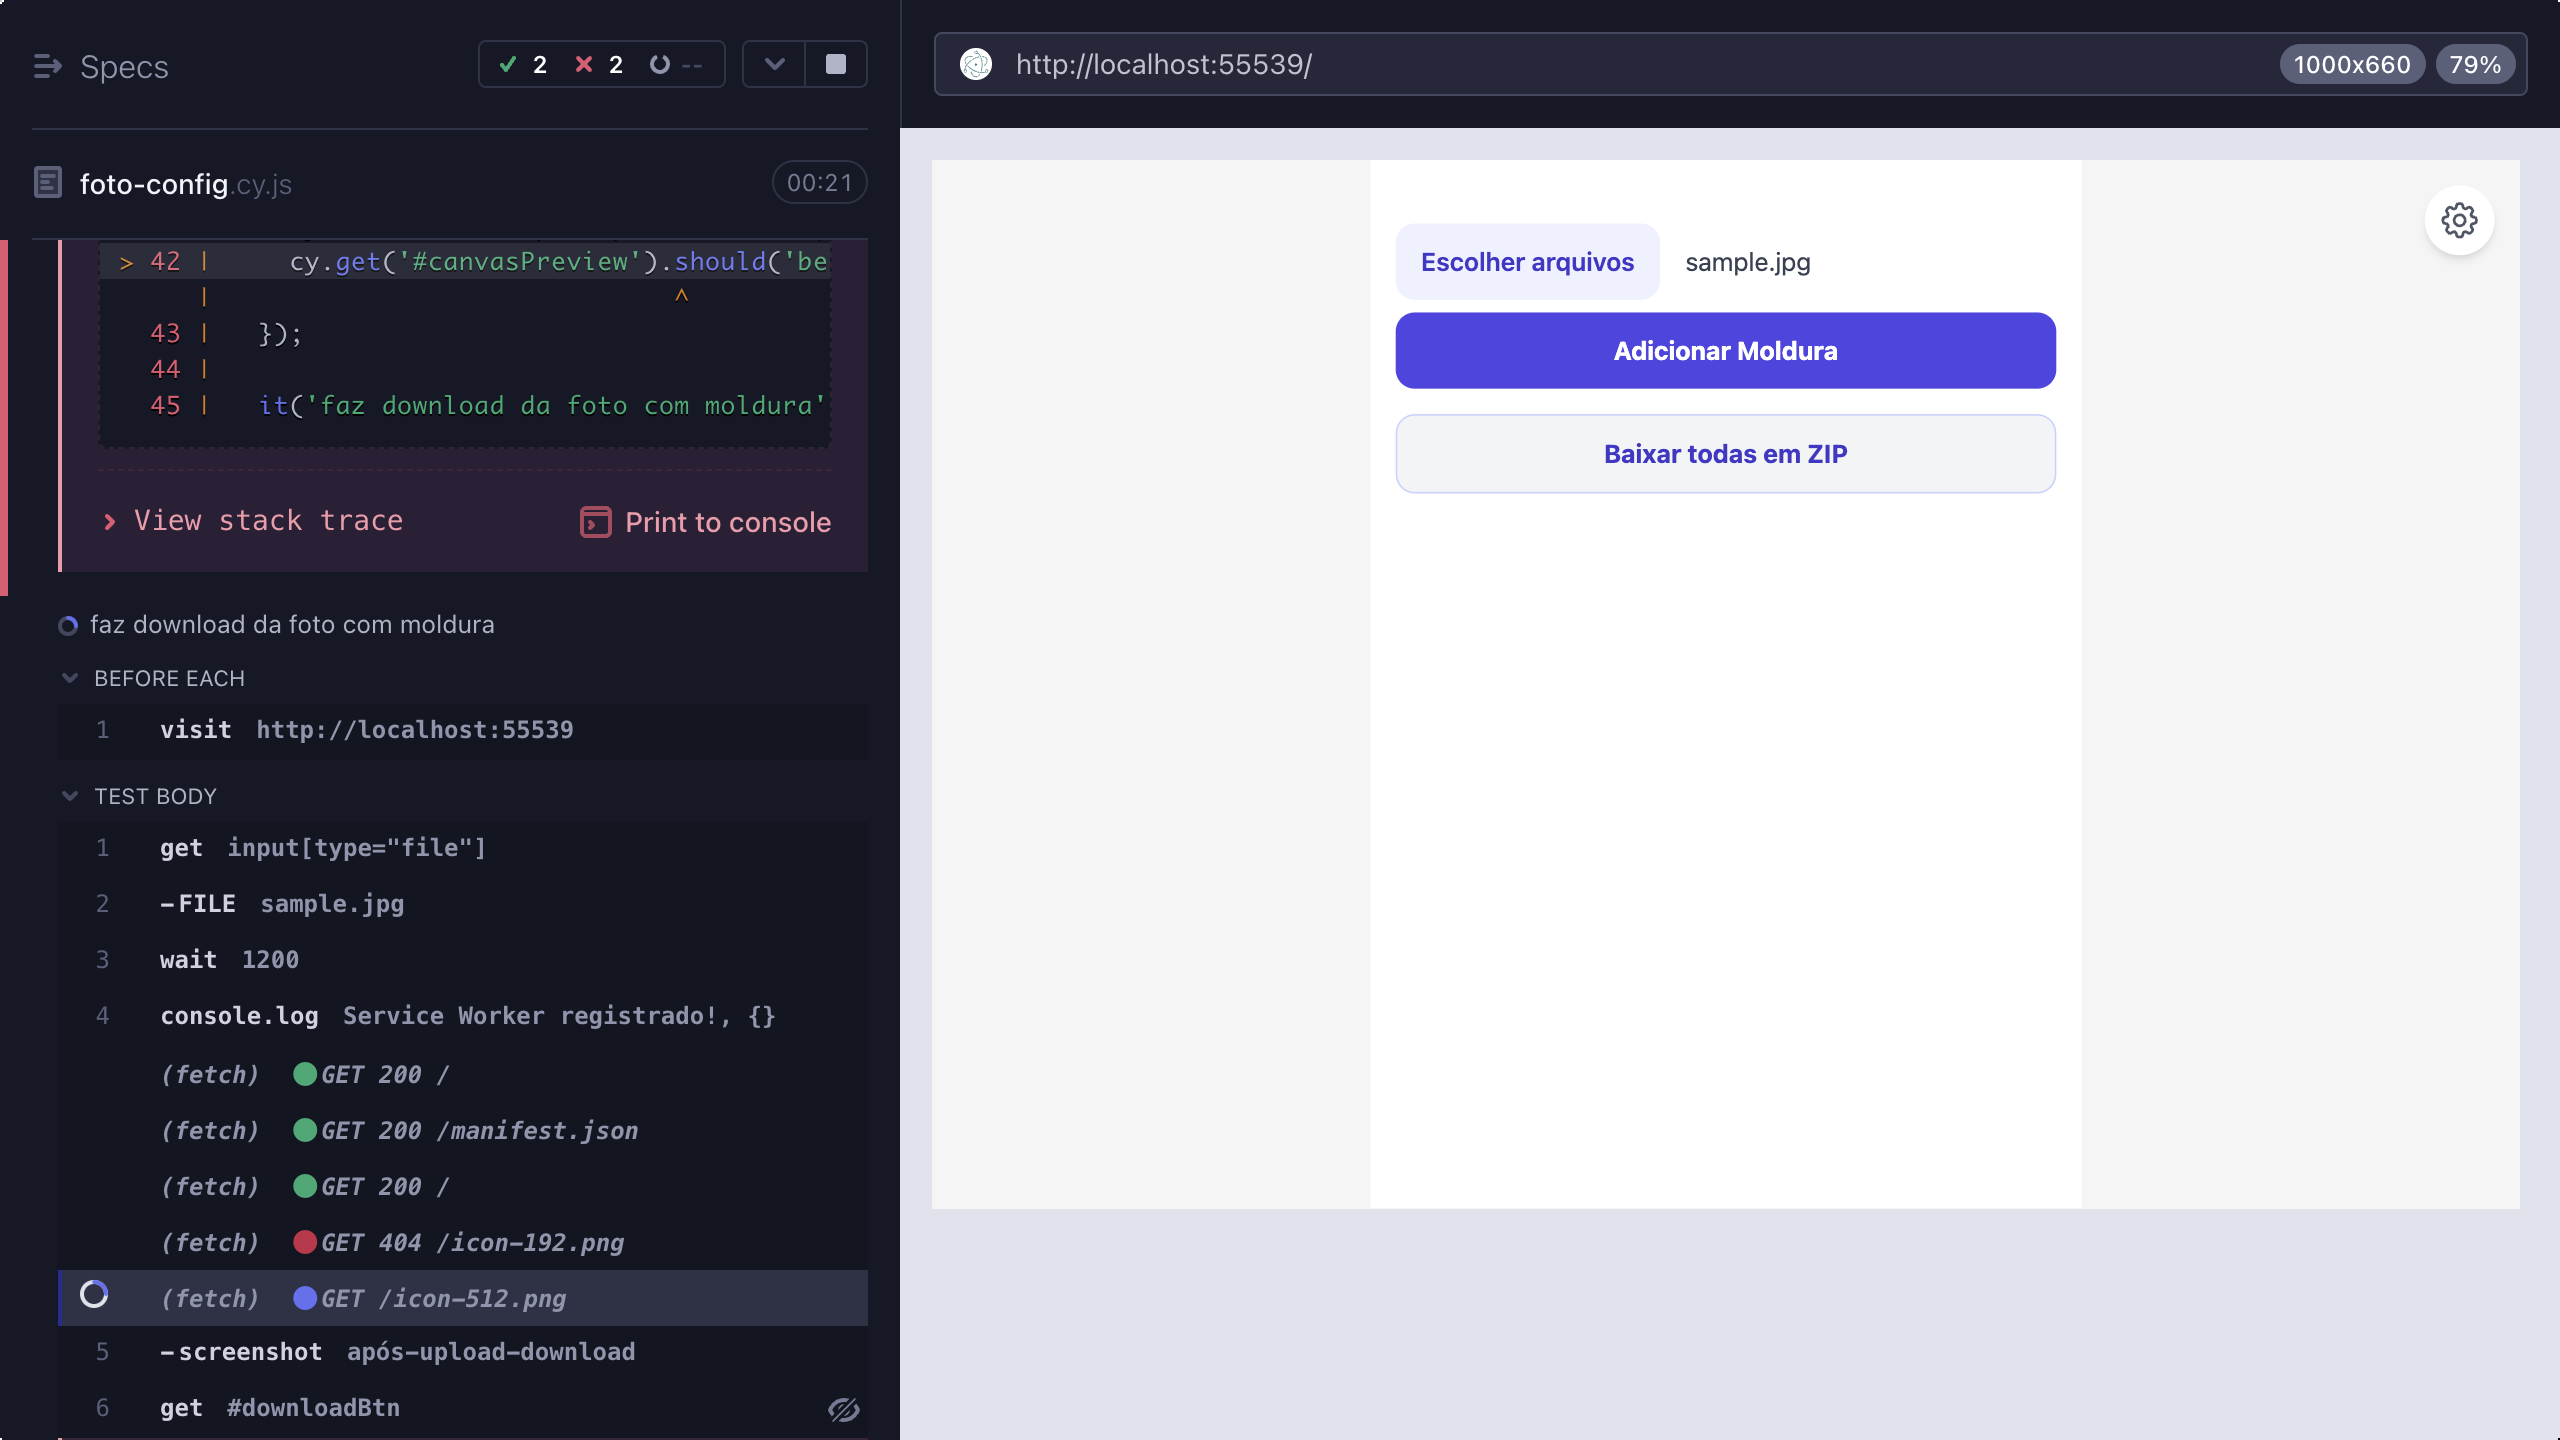 Specs
2 2 --
foto-config.cy.js
00:21
> 42 | cy.get('#canvasPreview').should('be
| ^
43 | });
44 |
45 | it('faz download da foto com moldura'
View stack trace
Print to console
faz download da foto com moldura
BEFORE EACH
1 visit http://localhost:55539
TEST BODY
1 get input[type="file"]
2 -FILE sample.jpg
3 wait 1200
4 console.log Service Worker registrado!, {}
(fetch) GET 200 /
(fetch) GET 200 /manifest.json
(fetch) GET 200 /
(fetch) GET 404 /icon-192.png
(fetch) GET /icon-512.png
5 -screenshot após-upload-download
6 get #downloadBtn
http://localhost:55539/
1000x660
79%
Escolher arquivos
sample.jpg
Adicionar Moldura
Baixar todas em ZIP